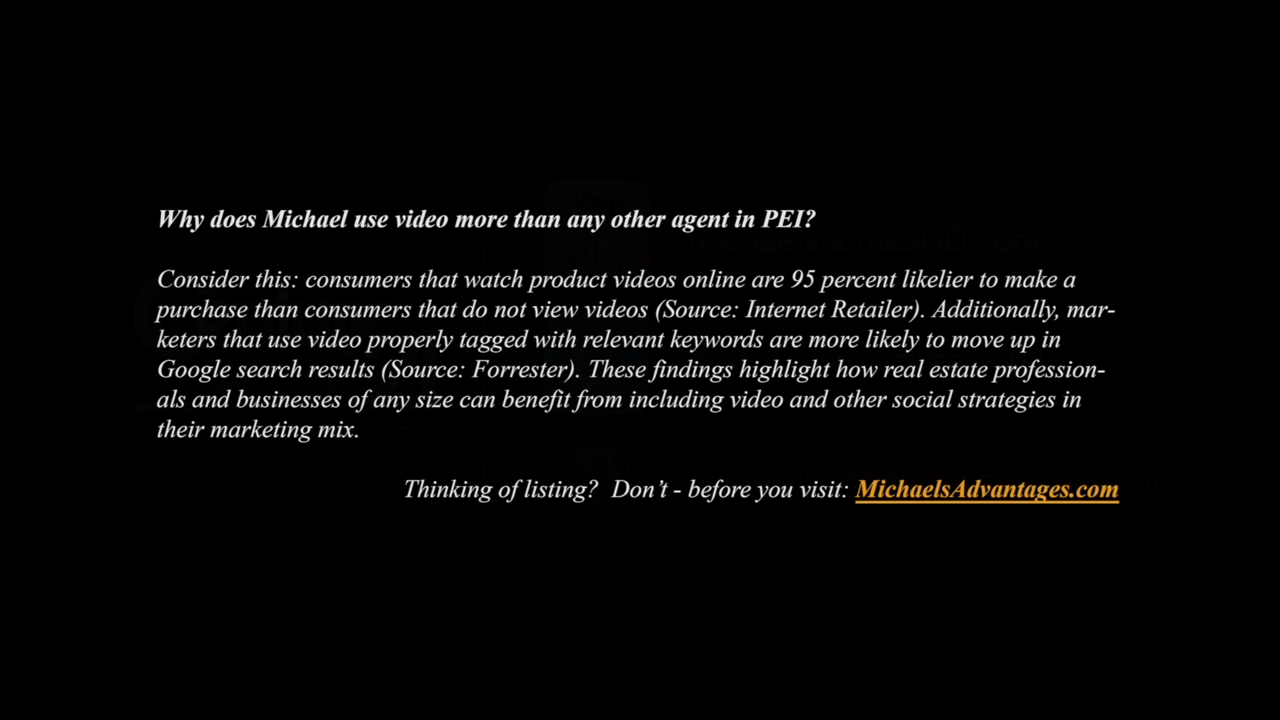 Why does Michael use video more than any other agent in PEI?
Consider this: consumers that watch product videos online are 95 percent likelier to make a
purchase than consumers that do not view videos (Source: Internet Retailer). Additionally, mar-
keters that use video properly tagged with relevant keywords are more likely to move up in
Google search results (Source: Forrester). These findings highlight how real estate profession-
als and businesses of any size can benefit from including video and other social strategies in
their marketing mix.
Thinking of listing? Don’t - before you visit: MichaelsAdvantages.com